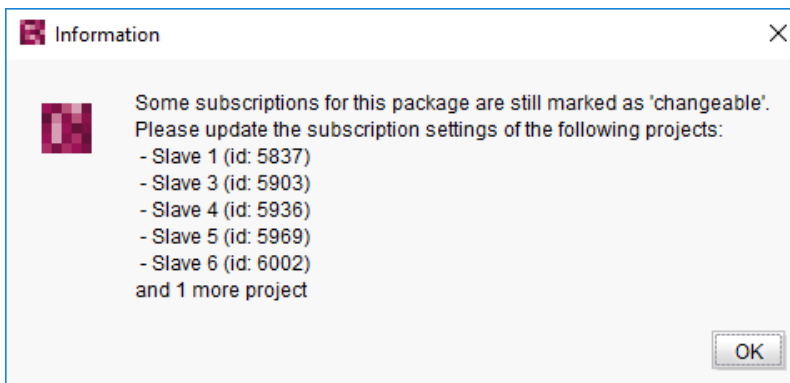 Information
Some subscriptions for this package are still marked as 'changeable'.
Please update the subscription settings of the following projects:
- Slave 1 (id: 5837)
- Slave 3 (id: 5903)
- Slave 4 (id: 5936)
- Slave 5 (id: 5969)
- Slave 6 (id: 6002)
and 1 more project
OK